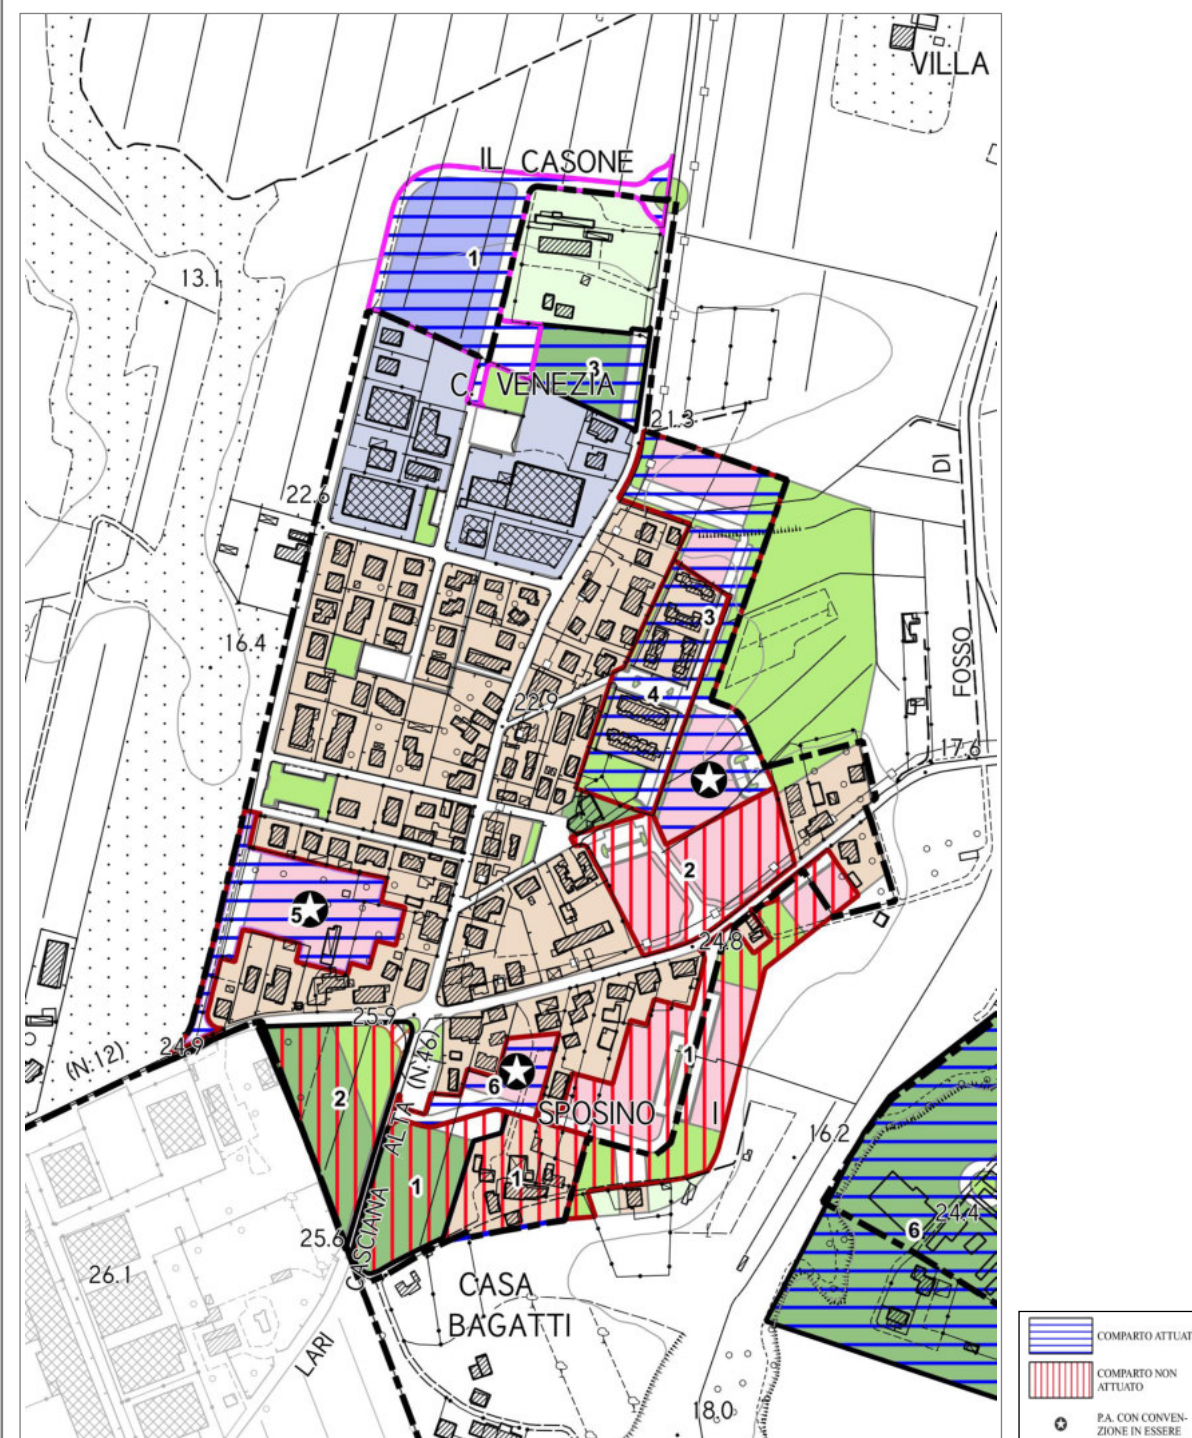 VILLA
IL CASONE
1
13.1
3
C. VENEZIA
21.3
DI
22.6
3
16.4
FOSSO
4
22.9
17.6
2
5
24.8
25.9
24.9
(N.12)
(N.46)
1
6
2
SPOSINO
I
ALTA
16.2
1
1
CASCIANA
6
24.4
25.6
26.1
CASA
BAGATTI
LARI
18.0
COMPARTO ATTUAT
COMPARTO NON
ATTUATO
P.A. CON CONVEN-
ZIONE IN ESSERE